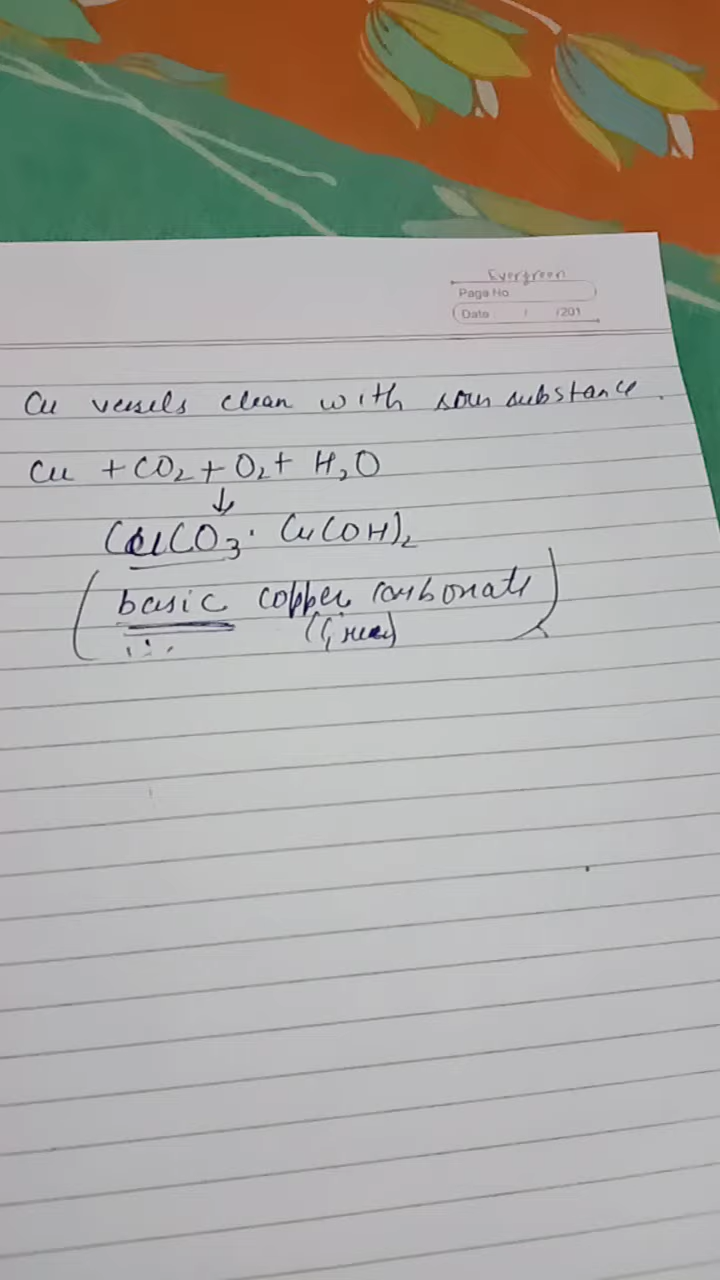 Evergreen
Page No
Date / /201
Cu vessels clean with sour substance.
Cu + CO₂ + O₂ + H₂O
↓
CuCO₃· Cu(OH)₂
(basic copper carbonate)
(Green)